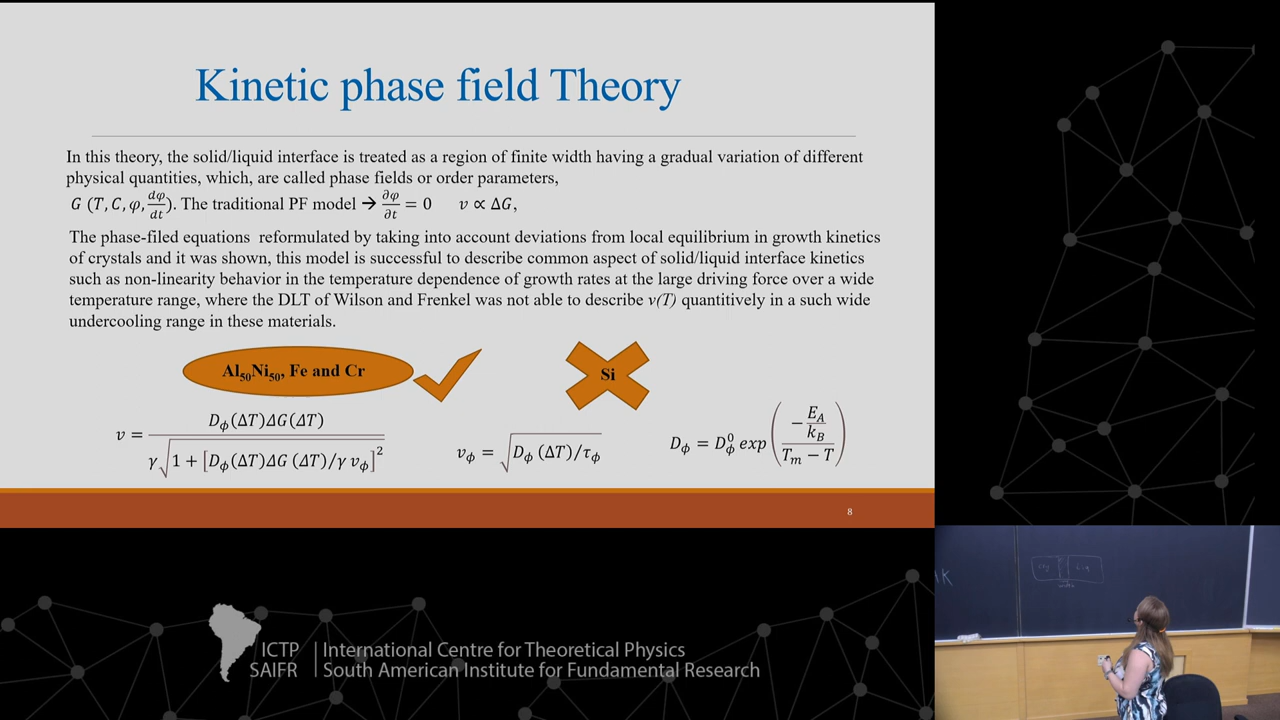 Kinetic phase field Theory
In this theory, the solid/liquid interface is treated as a region of finite width having a gradual variation of different
physical quantities, which, are called phase fields or order parameters,
G (T, C, φ, dφ/dt). The traditional PF model → ∂φ/∂t = 0 v ∝ ΔG,
The phase-filed equations reformulated by taking into account deviations from local equilibrium in growth kinetics
of crystals and it was shown, this model is successful to describe common aspect of solid/liquid interface kinetics
such as non-linearity behavior in the temperature dependence of growth rates at the large driving force over a wide
temperature range, where the DLT of Wilson and Frenkel was not able to describe v(T) quantitively in a such wide
undercooling range in these materials.
Al₅₀Ni₅₀, Fe and Cr
Si
v = D_ϕ(ΔT)ΔG(ΔT) / γ√(1 + [D_ϕ(ΔT)ΔG (ΔT)/γ v_ϕ]²)
v_ϕ = √(D_ϕ (ΔT)/τ_ϕ)
D_ϕ = D_ϕ⁰ exp((−E_A/k_B)/(T_m − T))
8
ICTP
SAIFR
International Centre for Theoretical Physics
South American Institute for Fundamental Research